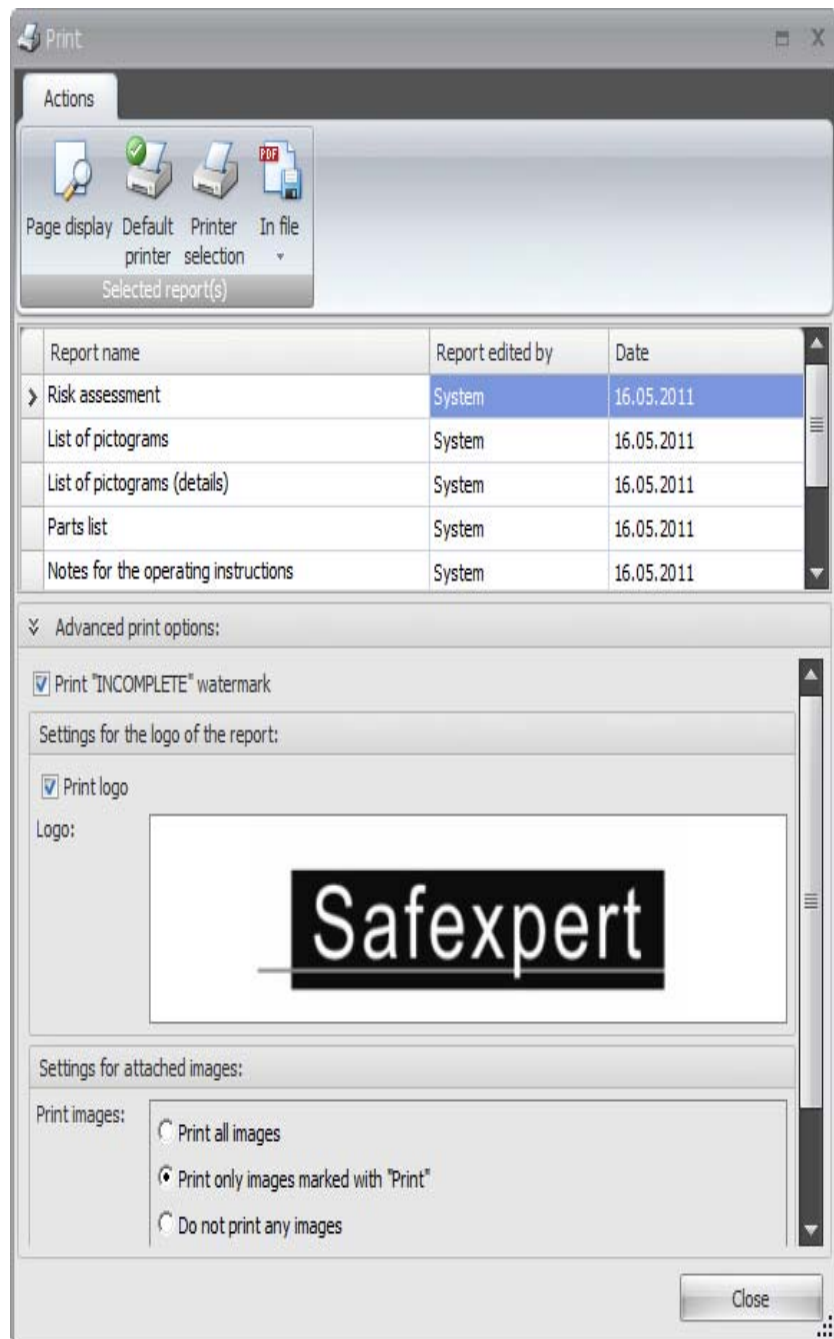 Print
Actions
Page display Default printer Printer selection In file
PDF
Selected report(s)
Report name Report edited by Date
Risk assessment System 16.05.2011
List of pictograms System 16.05.2011
List of pictograms (details) System 16.05.2011
Parts list System 16.05.2011
Notes for the operating instructions System 16.05.2011
Advanced print options:
Print "INCOMPLETE" watermark
Settings for the logo of the report:
Print logo
Logo:
Safexpert
Settings for attached images:
Print images:
Print all images
Print only images marked with "Print"
Do not print any images
Close